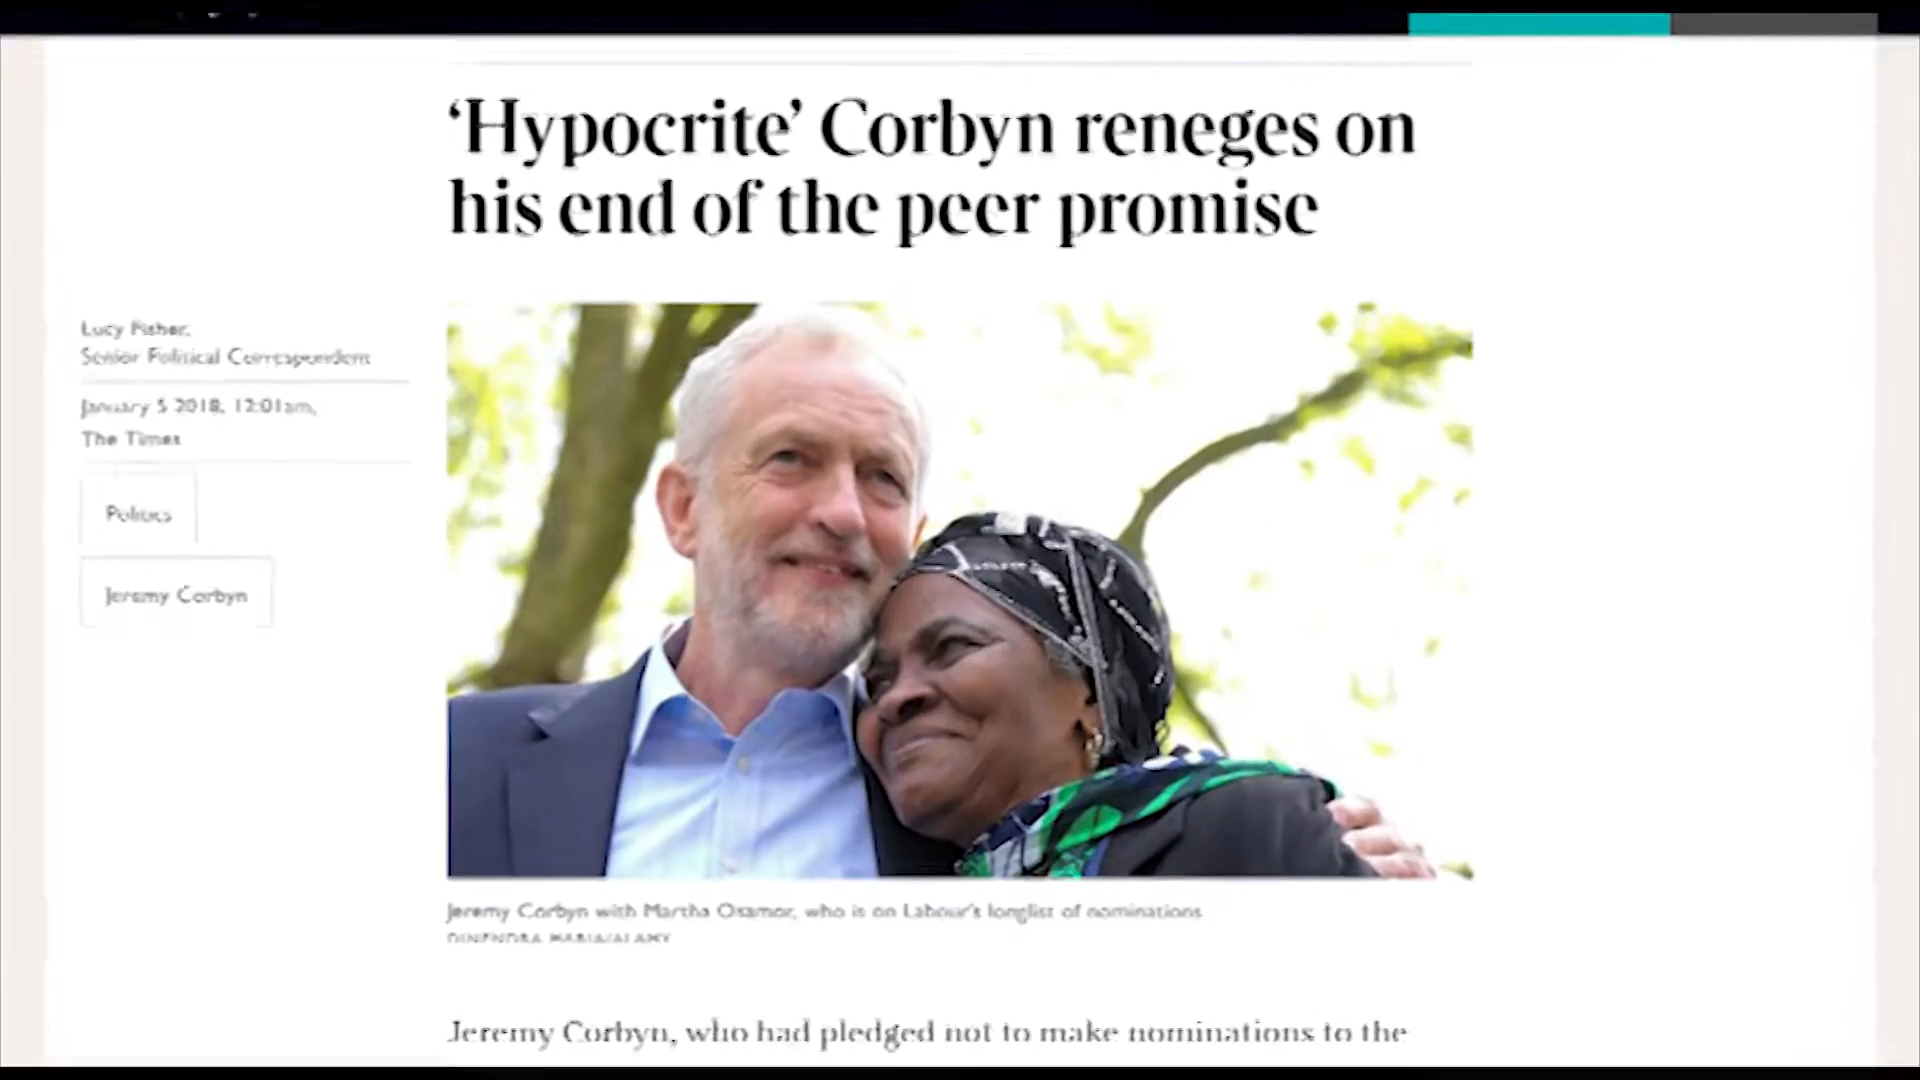 ‘Hypocrite’ Corbyn reneges on
his end of the peer promise
Lucy Fisher,
Senior Political Correspondent
January 5 2018, 12:01am,
The Times
Politics
Jeremy Corbyn
Jeremy Corbyn with Martha Osamor, who is on Labour’s longlist of nominations
Jeremy Corbyn, who had pledged not to make nominations to the